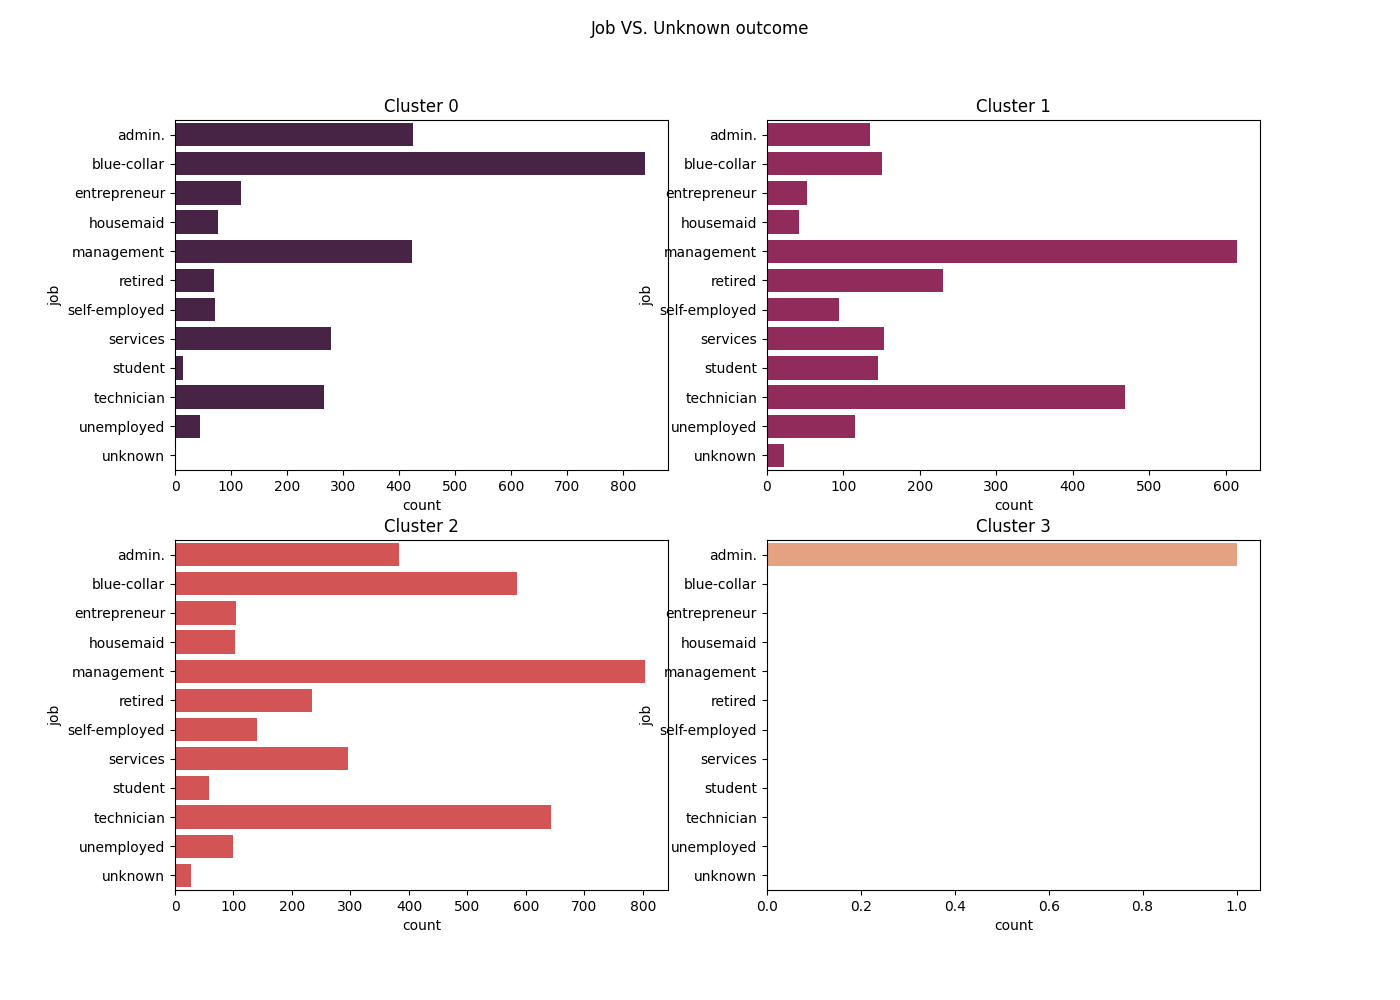 Job VS. Unknown outcome
Cluster 0
admin.
blue-collar
entrepreneur
housemaid
management
retired
self-employed
services
student
technician
unemployed
unknown
job
0 100 200 300 400 500 600 700 800
count
Cluster 1
admin.
blue-collar
entrepreneur
housemaid
management
retired
self-employed
services
student
technician
unemployed
unknown
job
0 100 200 300 400 500 600
count
Cluster 2
admin.
blue-collar
entrepreneur
housemaid
management
retired
self-employed
services
student
technician
unemployed
unknown
job
0 100 200 300 400 500 600 700 800
count
Cluster 3
admin.
blue-collar
entrepreneur
housemaid
management
retired
self-employed
services
student
technician
unemployed
unknown
job
0.0 0.2 0.4 0.6 0.8 1.0
count